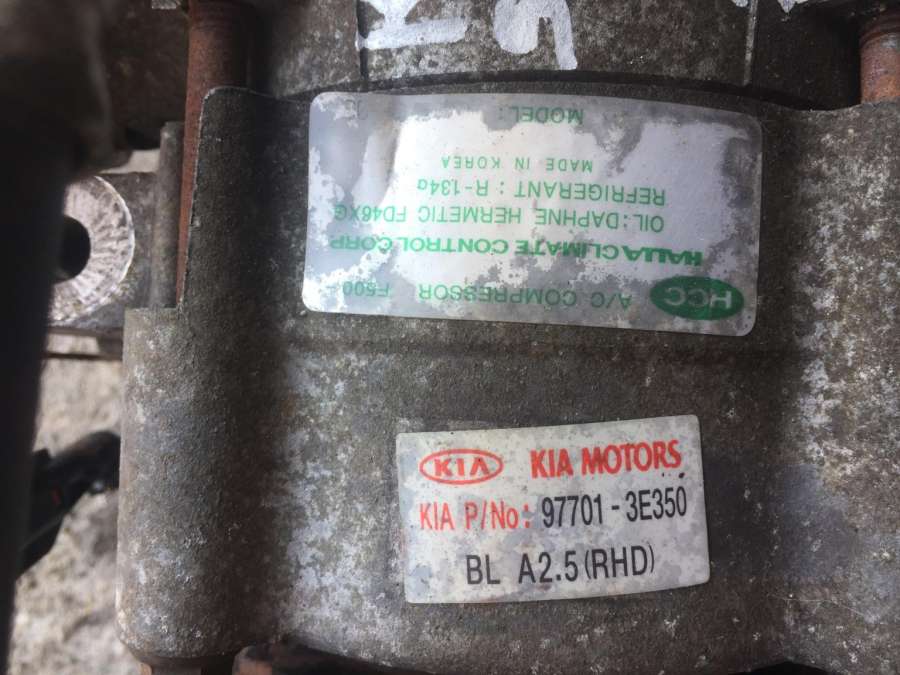 HCC A/C COMPRESSOR F500
HALLA CLIMATE CONTROL CORP
OIL: DAPHNE HERMETIC FD46XG
REFRIGERANT : R-134a
MADE IN KOREA
MODEL:
KIA KIA MOTORS
KIA P/No: 97701-3E350
BL A2.5(RHD)